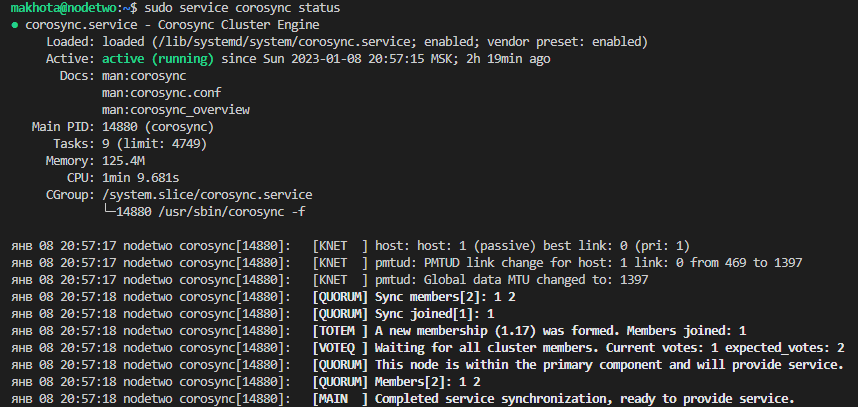 makhota@nodetwo:~$ sudo service corosync status
● corosync.service - Corosync Cluster Engine
Loaded: loaded (/lib/systemd/system/corosync.service; enabled; vendor preset: enabled)
Active: active (running) since Sun 2023-01-08 20:57:15 MSK; 2h 19min ago
Docs: man:corosync
man:corosync.conf
man:corosync_overview
Main PID: 14880 (corosync)
Tasks: 9 (limit: 4749)
Memory: 125.4M
CPU: 1min 9.681s
CGroup: /system.slice/corosync.service
└─14880 /usr/sbin/corosync -f
янв 08 20:57:17 nodetwo corosync[14880]:   [KNET  ] host: host: 1 (passive) best link: 0 (pri: 1)
янв 08 20:57:17 nodetwo corosync[14880]:   [KNET  ] pmtud: PMTUD link change for host: 1 link: 0 from 469 to 1397
янв 08 20:57:17 nodetwo corosync[14880]:   [KNET  ] pmtud: Global data MTU changed to: 1397
янв 08 20:57:18 nodetwo corosync[14880]:   [QUORUM] Sync members[2]: 1 2
янв 08 20:57:18 nodetwo corosync[14880]:   [QUORUM] Sync joined[1]: 1
янв 08 20:57:18 nodetwo corosync[14880]:   [TOTEM ] A new membership (1.17) was formed. Members joined: 1
янв 08 20:57:18 nodetwo corosync[14880]:   [VOTEQ ] Waiting for all cluster members. Current votes: 1 expected_votes: 2
янв 08 20:57:18 nodetwo corosync[14880]:   [QUORUM] This node is within the primary component and will provide service.
янв 08 20:57:18 nodetwo corosync[14880]:   [QUORUM] Members[2]: 1 2
янв 08 20:57:18 nodetwo corosync[14880]:   [MAIN  ] Completed service synchronization, ready to provide service.